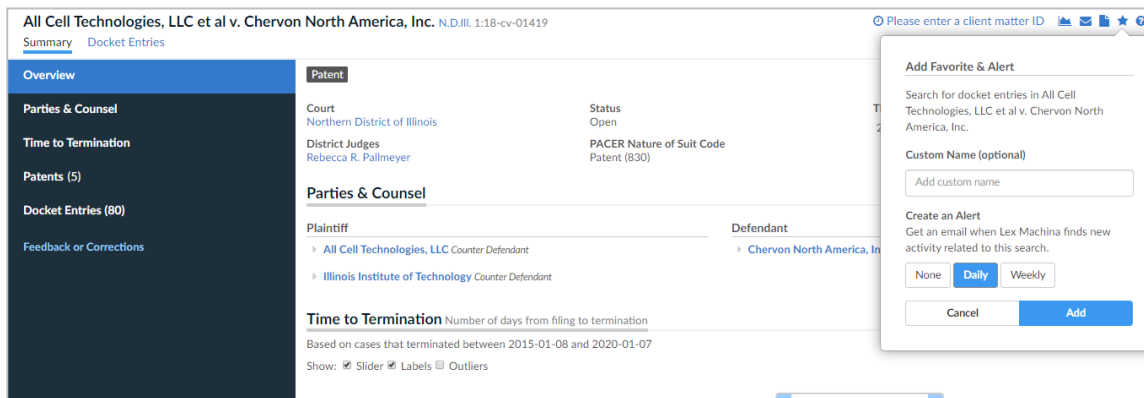 All Cell Technologies, LLC et al v. Chervon North America, Inc. N.D.Ill. 1:18-cv-01419
Please enter a client matter ID
Summary Docket Entries
Overview
Parties & Counsel
Time to Termination
Patents (5)
Docket Entries (80)
Feedback or Corrections
Patent
Court
Northern District of Illinois
Status
Open
District Judges
Rebecca R. Pallmeyer
PACER Nature of Suit Code
Patent (830)
Parties & Counsel
Plaintiff
All Cell Technologies, LLC Counter Defendant
Illinois Institute of Technology Counter Defendant
Defendant
Chervon North America, In
Time to Termination Number of days from filing to termination
Based on cases that terminated between 2015-01-08 and 2020-01-07
Show: Slider Labels Outliers
Add Favorite & Alert
Search for docket entries in All Cell
Technologies, LLC et al v. Chervon North
America, Inc.
Custom Name (optional)
Add custom name
Create an Alert
Get an email when Lex Machina finds new
activity related to this search.
None Daily Weekly
Cancel Add